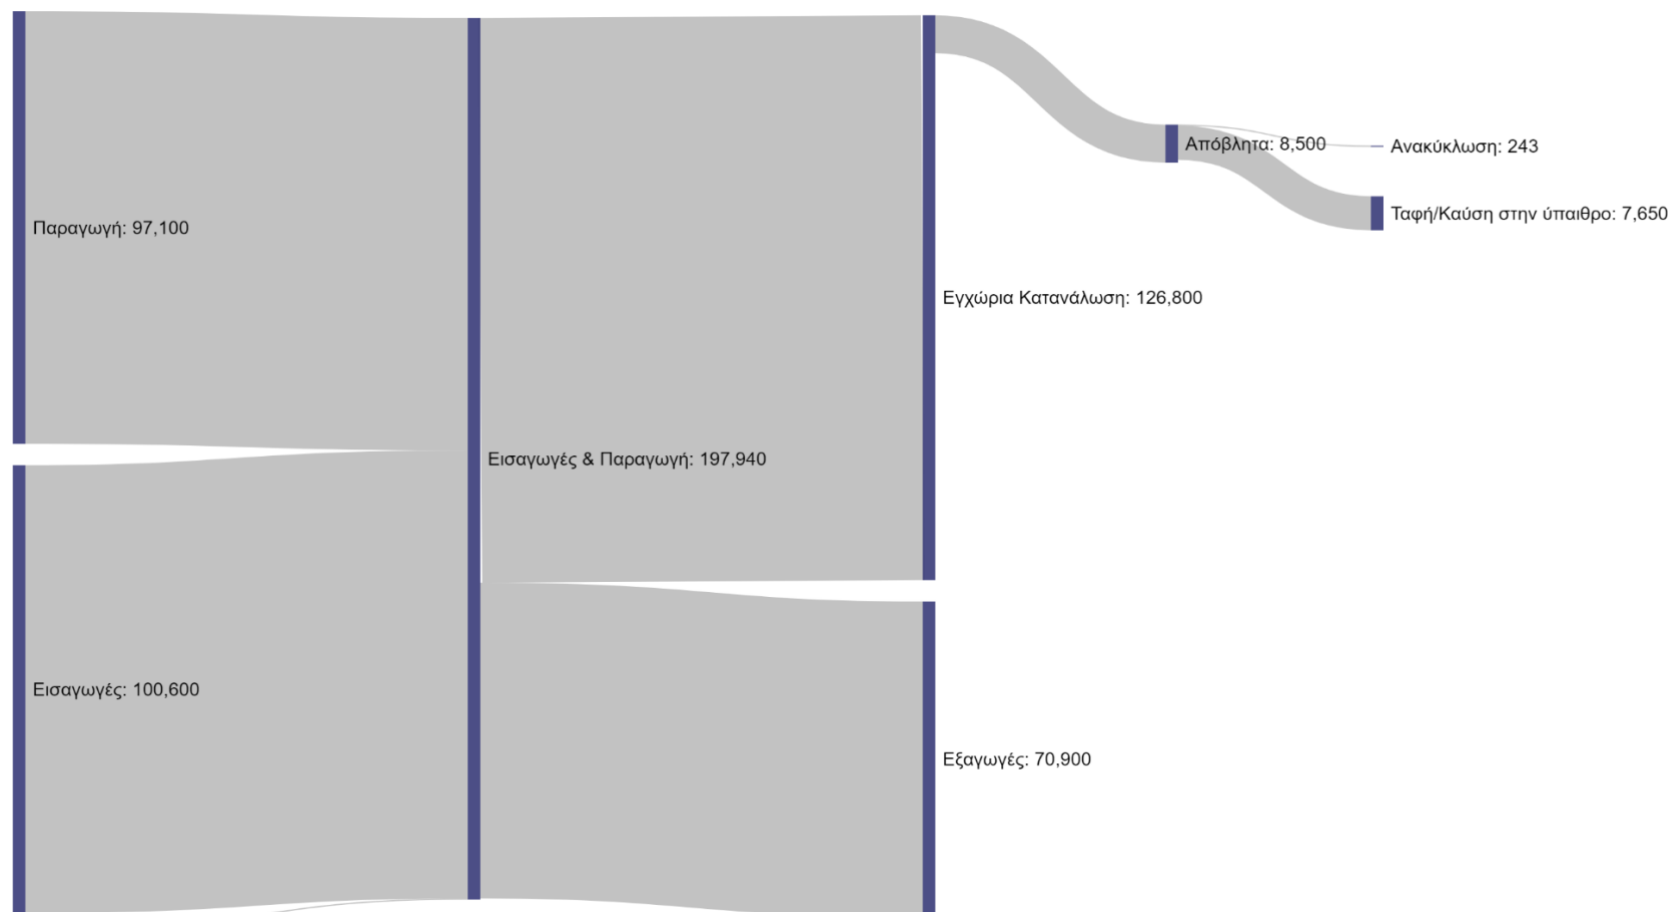 Παραγωγή: 97,100
Εισαγωγές: 100,600
Εισαγωγές & Παραγωγή: 197,940
Εγχώρια Κατανάλωση: 126,800
Εξαγωγές: 70,900
Απόβλητα: 8,500
Ανακύκλωση: 243
Ταφή/Καύση στην ύπαιθρο: 7,650